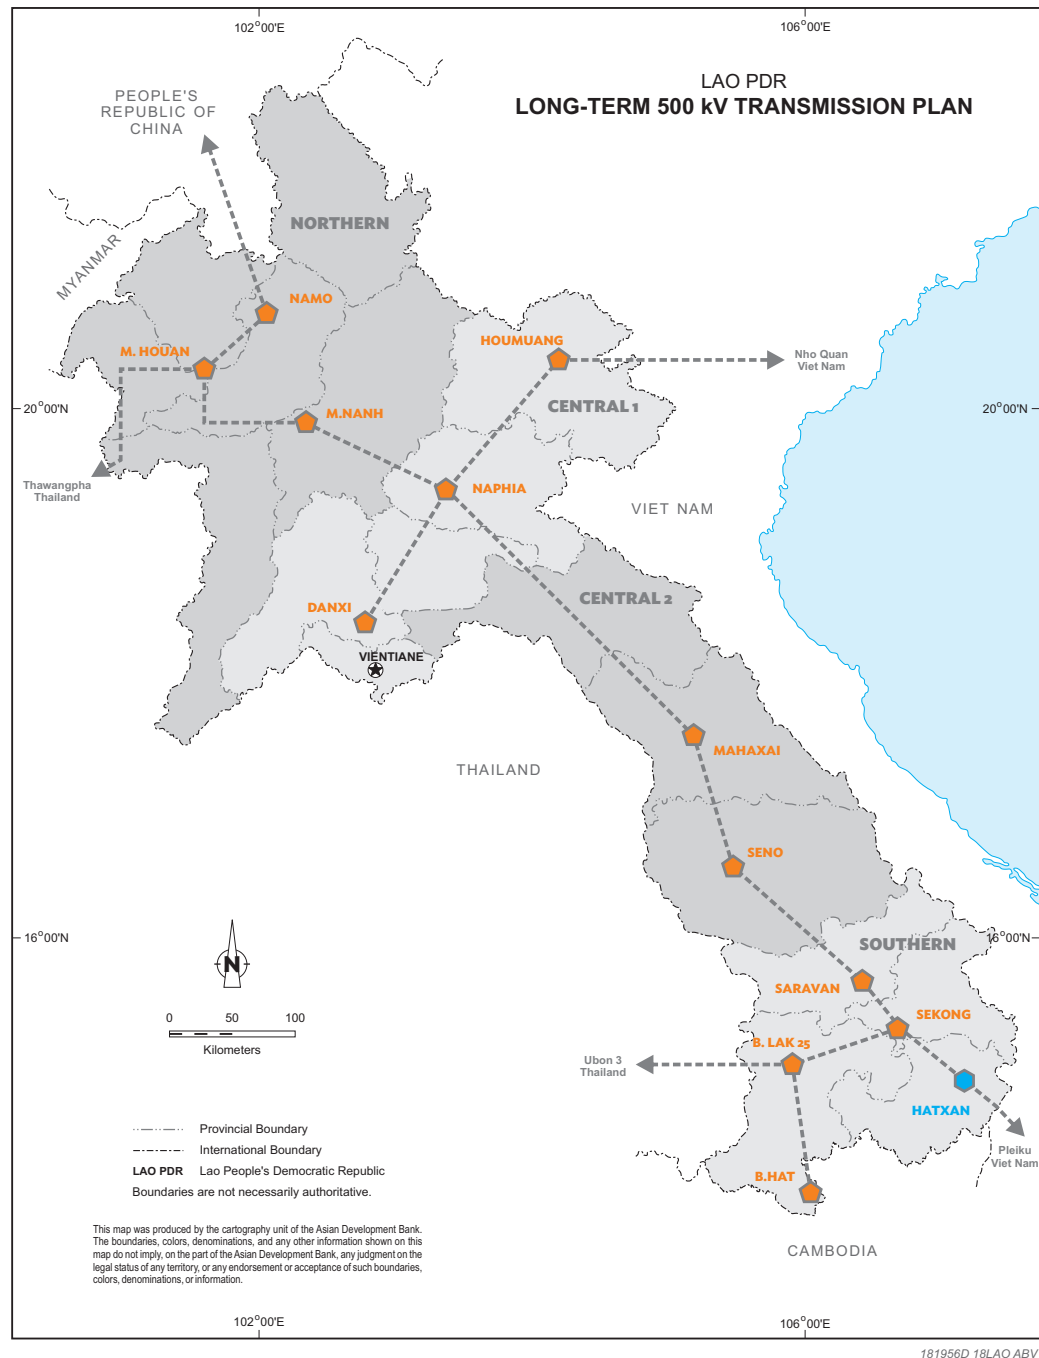 102°00'E
106°00'E
LAO PDR
LONG-TERM 500 kV TRANSMISSION PLAN
PEOPLE'S
REPUBLIC OF
CHINA
NORTHERN
MYANMAR
NAMO
M. HOUAN
HOUMUANG
Nho Quan
Viet Nam
CENTRAL 1
20°00'N
20°00'N
M.NANH
Thawangpha
Thailand
NAPHIA
VIET NAM
CENTRAL 2
DANXI
VIENTIANE
MAHAXAI
THAILAND
SENO
16°00'N
16°00'N
SOUTHERN
N
SARAVAN
SEKONG
0 50 100
Kilometers
B. LAK 25
Ubon 3
Thailand
HATXAN
Pleiku
Viet Nam
B.HAT
Provincial Boundary
International Boundary
LAO PDR Lao People's Democratic Republic
Boundaries are not necessarily authoritative.
This map was produced by the cartography unit of the Asian Development Bank.
The boundaries, colors, denominations, and any other information shown on this
map do not imply, on the part of the Asian Development Bank, any judgment on the
legal status of any territory, or any endorsement or acceptance of such boundaries,
colors, denominations, or information.
CAMBODIA
102°00'E
106°00'E
181956D 18LAO ABV